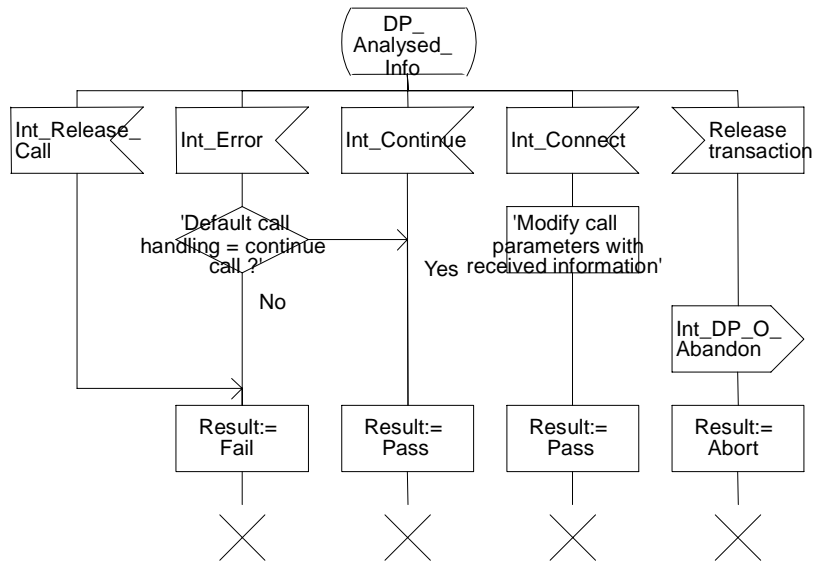 DP_
Analysed_
Info
Int_Release_
Call
Int_Error
Int_Continue
Int_Connect
Release
transaction
'Default call
handling = continue
call ?'
Yes
No
'Modify call
parameters with
received information'
Int_DP_O_
Abandon
Result:=
Fail
Result:=
Pass
Result:=
Pass
Result:=
Abort